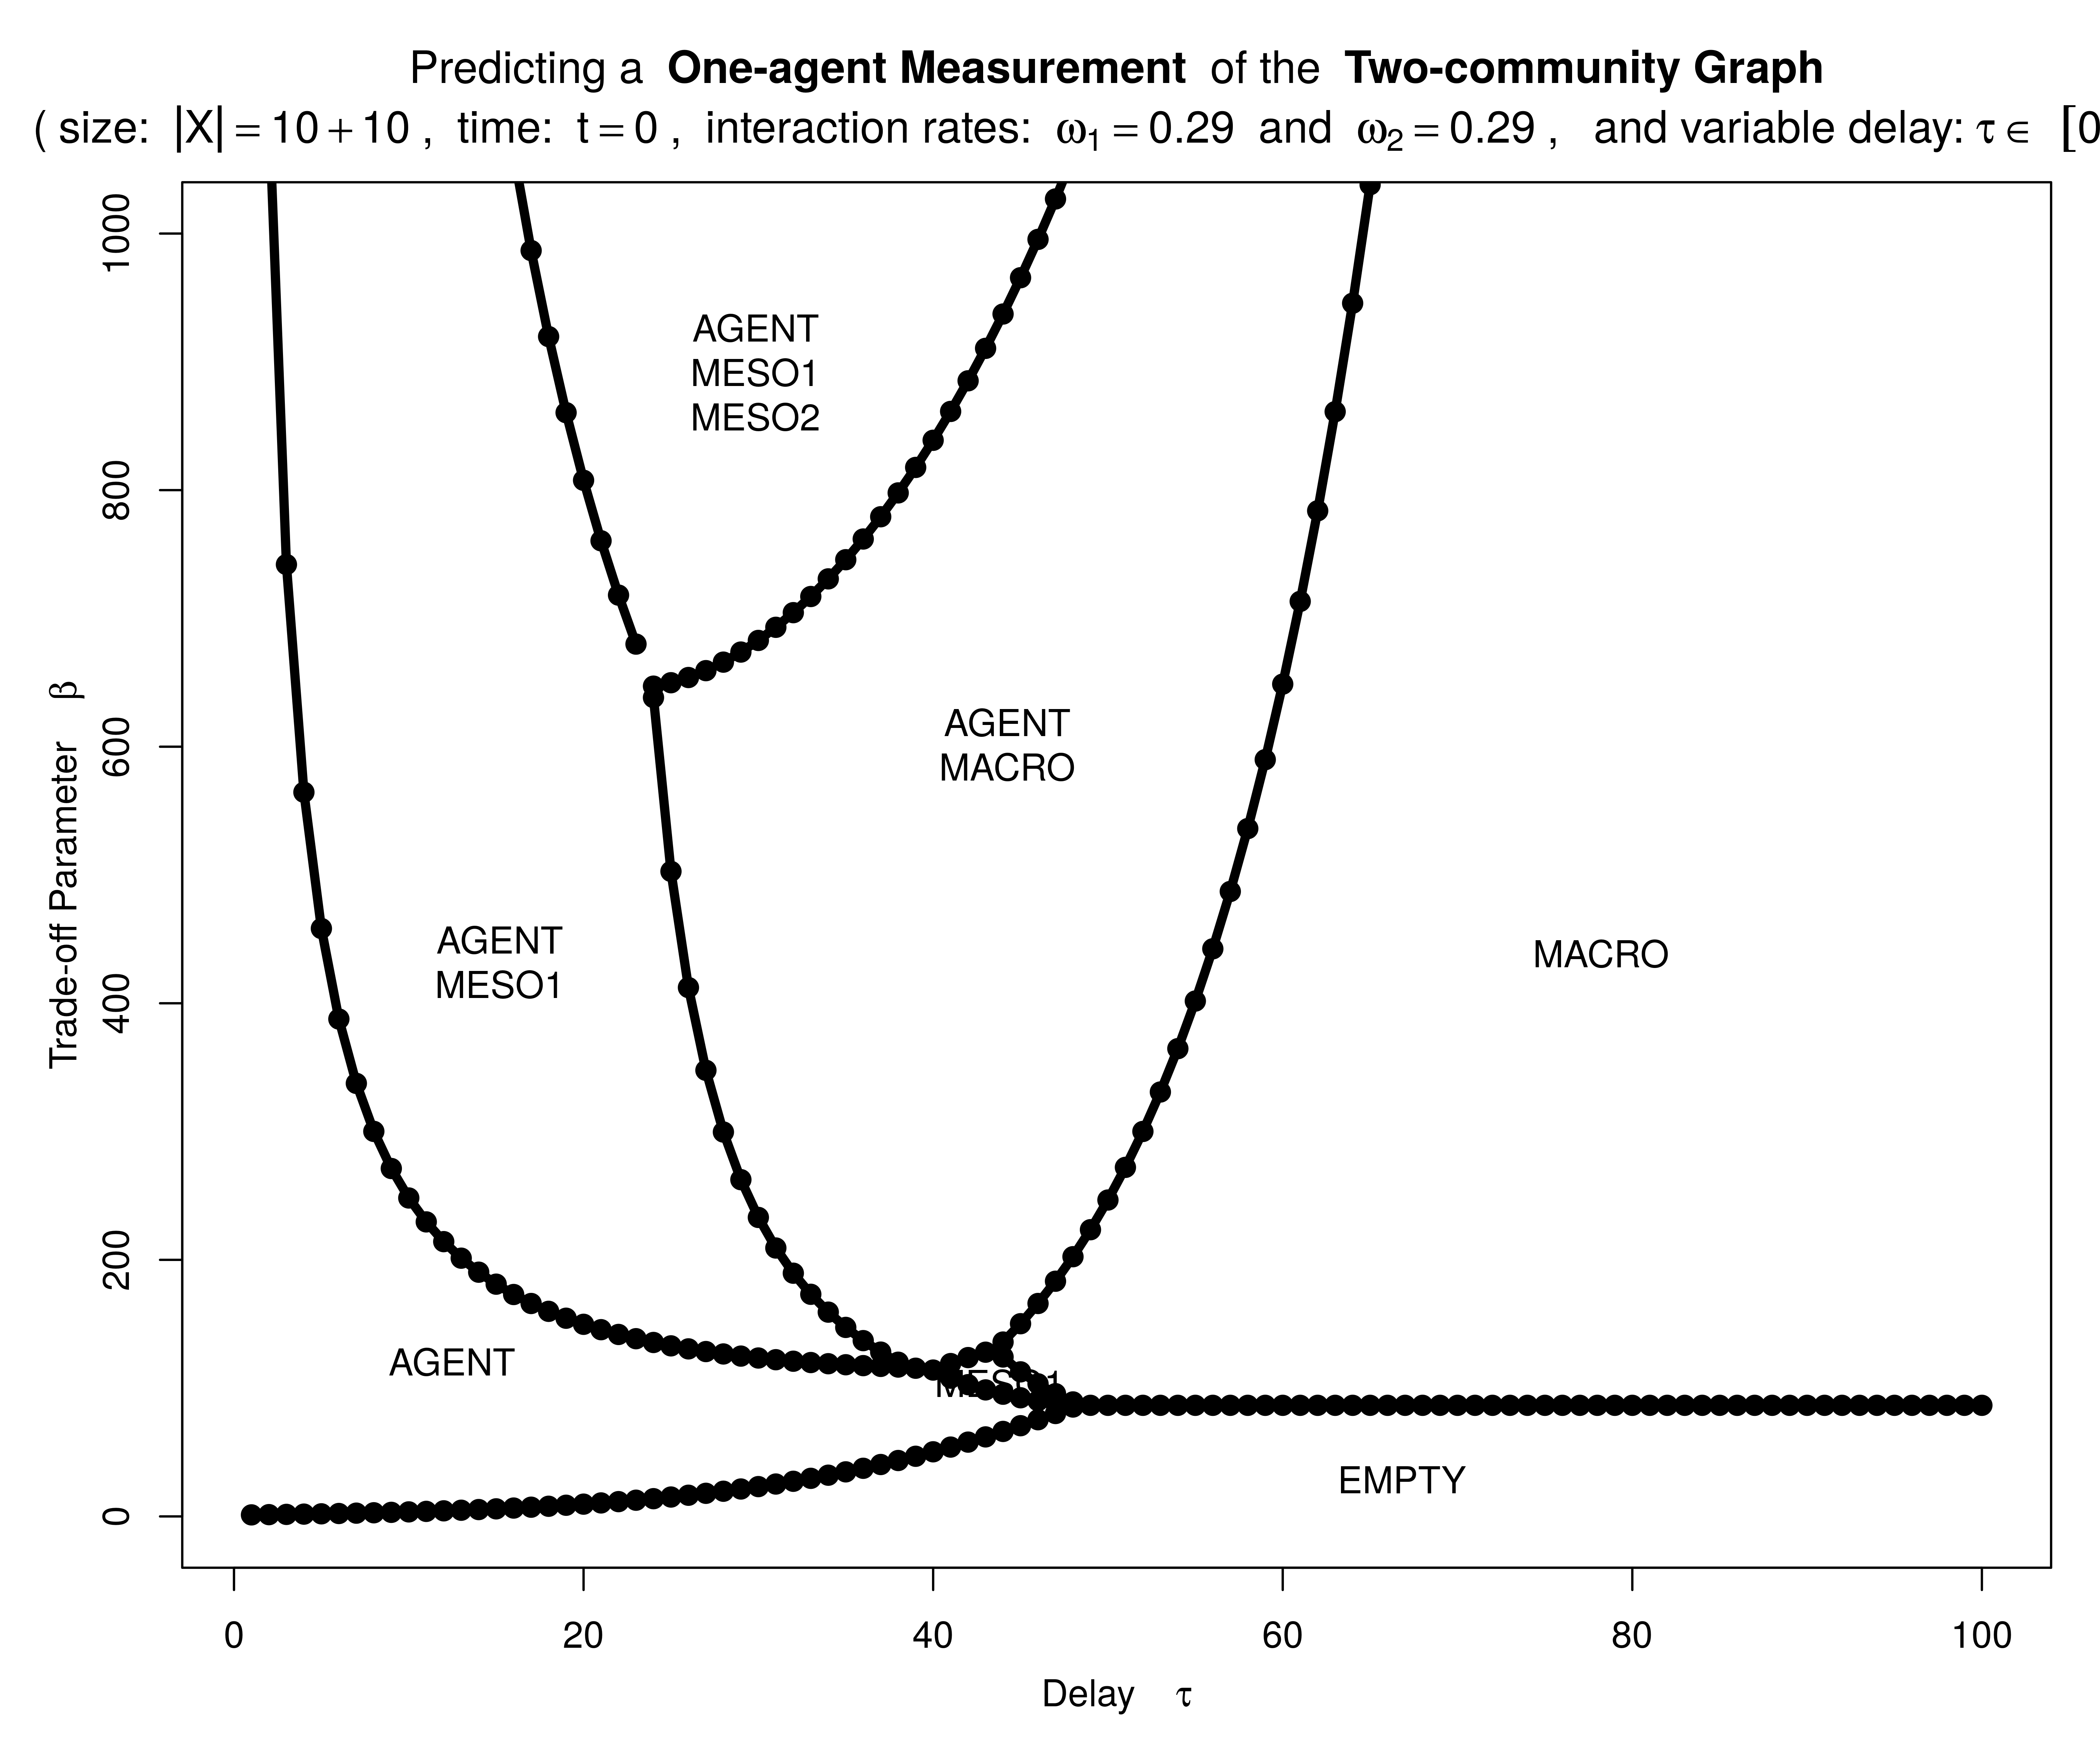 Predicting a One-agent Measurement of the Two-community Graph
( size: |X| = 10 + 10 , time: t = 0 , interaction rates: ω₁ = 0.29 and ω₂ = 0.29 , and variable delay: τ ∈ [0
1000
800
600
400
200
0
Trade-off Parameter β
AGENT
MESO1
MESO2
AGENT
MACRO
AGENT
MESO1
MACRO
AGENT
MESO1
EMPTY
0 20 40 60 80 100
Delay τ